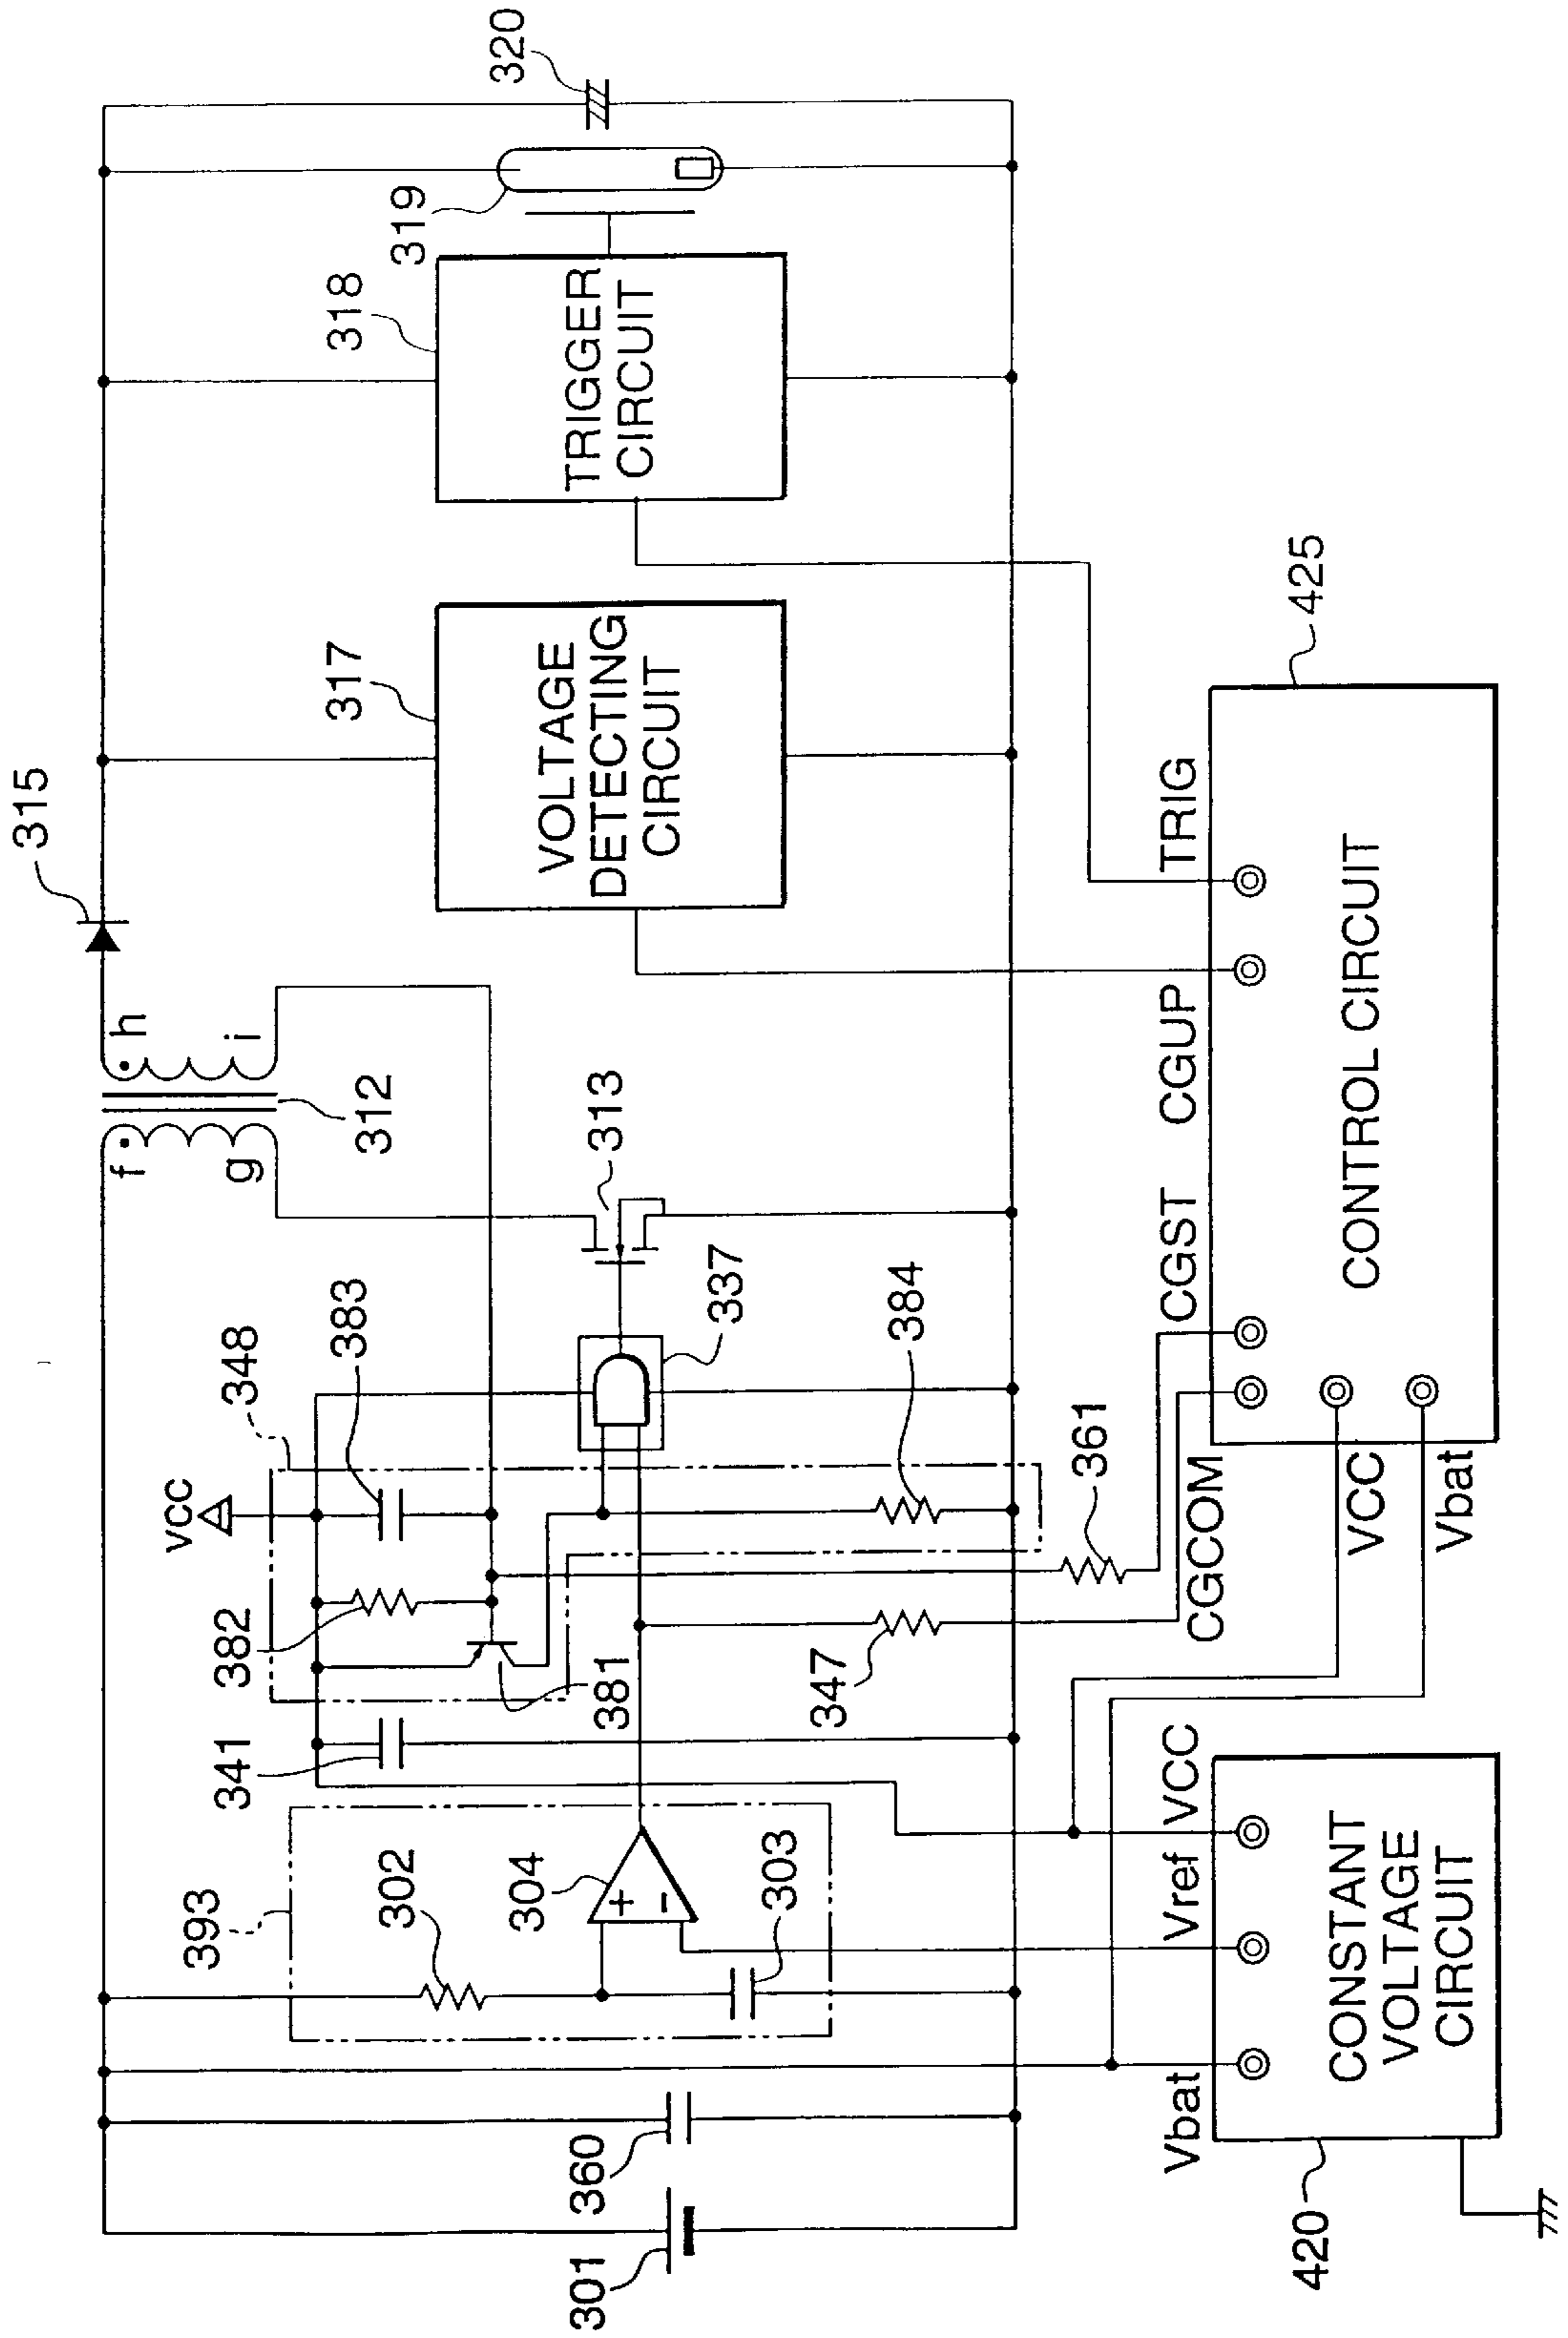 315
320
h
i
f
g
312
317
VOLTAGE
DETECTING
CIRCUIT
318
TRIGGER
CIRCUIT
319
313
337
348
383
VCC
382
381
341
384
361
347
393
302
304
+
-
303
360
301
CGCOM
CGST
CGUP
TRIG
425
CONTROL CIRCUIT
VCC
Vbat
Vbat
Vref
VCC
CONSTANT
VOLTAGE
CIRCUIT
420